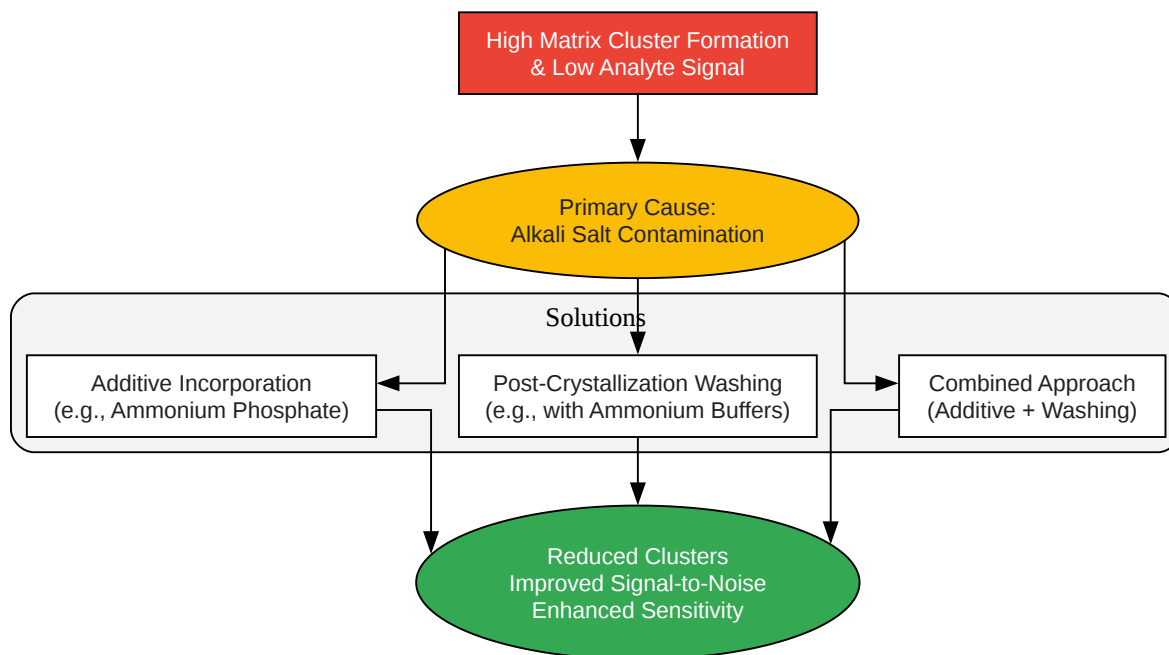 High Matrix Cluster Formation
& Low Analyte Signal
Primary Cause:
Alkali Salt Contamination
Solutions
Additive Incorporation
(e.g., Ammonium Phosphate)
Post-Crystallization Washing
(e.g., with Ammonium Buffers)
Combined Approach
(Additive + Washing)
Reduced Clusters
Improved Signal-to-Noise
Enhanced Sensitivity